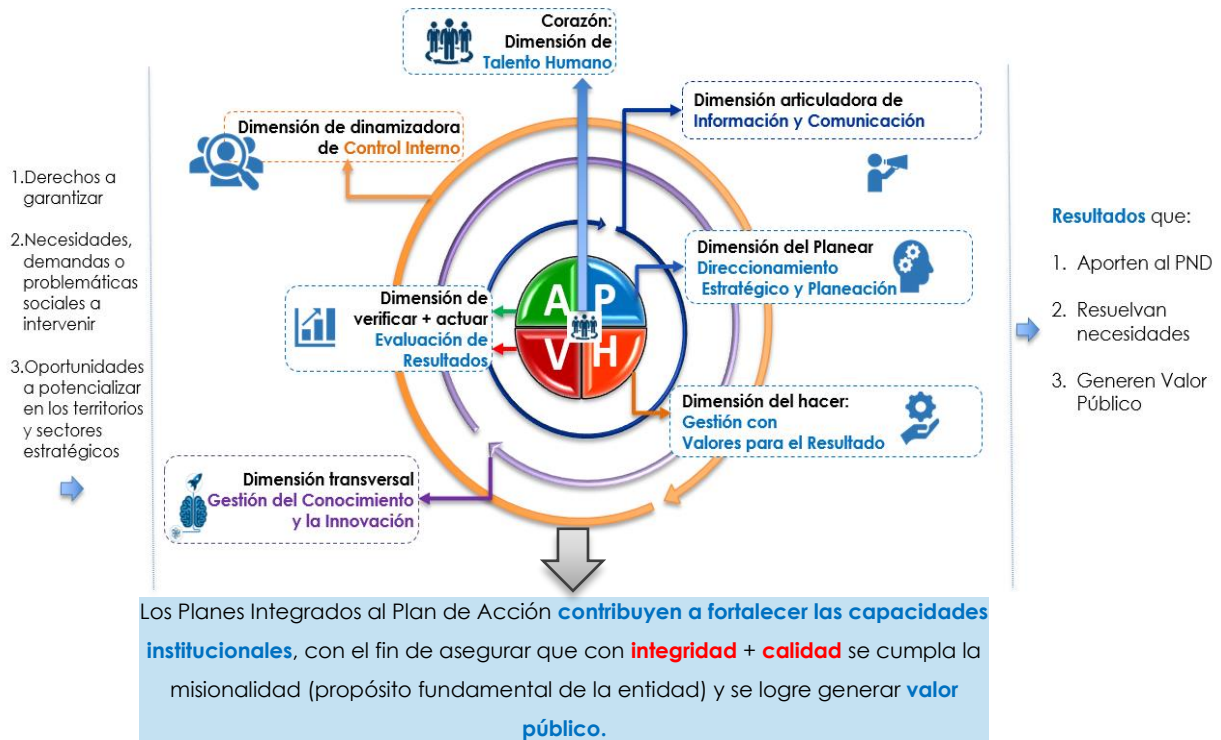 Corazón:
Dimensión de
Talento Humano
Dimensión articuladora de
Información y Comunicación
Dimensión de dinamizadora
de Control Interno
1.Derechos a
garantizar
2.Necesidades,
demandas o
problemáticas
sociales a
intervenir
3.Oportunidades
a potencializar
en los territorios
y sectores
estratégicos
Dimensión del Planear
Direccionamiento
Estratégico y Planeación
A P
V H
Dimensión de
verificar + actuar
Evaluación de
Resultados
Dimensión del hacer:
Gestión con
Valores para el Resultado
Dimensión transversal
Gestión del Conocimiento
y la Innovación
Resultados que:
1. Aporten al PND
2. Resuelvan
necesidades
3. Generen Valor
Público
Los Planes Integrados al Plan de Acción contribuyen a fortalecer las capacidades
institucionales, con el fin de asegurar que con integridad + calidad se cumpla la
misionalidad (propósito fundamental de la entidad) y se logre generar valor
público.